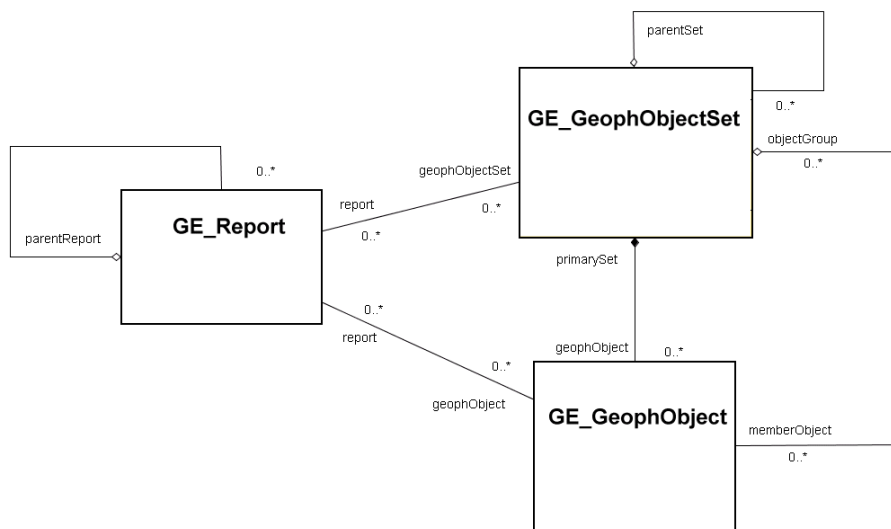 parentSet
0..*
GE_GeophObjectSet
objectGroup
0..*
geophObjectSet
0..*
report
0..*
0..*
GE_Report
parentReport
primarySet
0..*
report
geophObject
0..*
0..*
geophObject
GE_GeophObject
memberObject
0..*